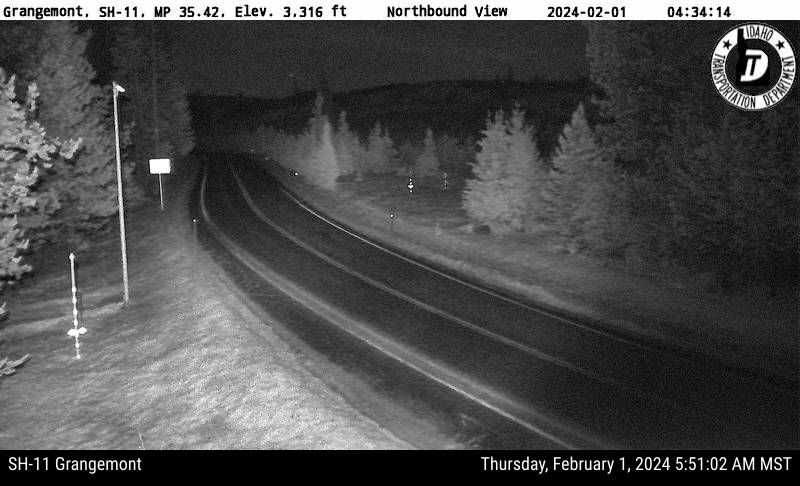 Grangemont, SH-11, MP 35.42, Elev. 3,316 ft Northbound View 2024-02-01 04:34:14
IDAHO
TRANSPORTATION DEPARTMENT
SH-11 Grangemont Thursday, February 1, 2024 5:51:02 AM MST